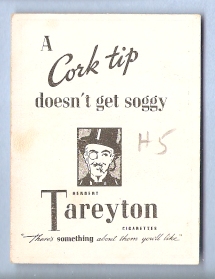 A
Cork tip
doesn't get soggy
H5
HERBERT
Tareyton
CIGARETTES
"There's something about them you'll like"